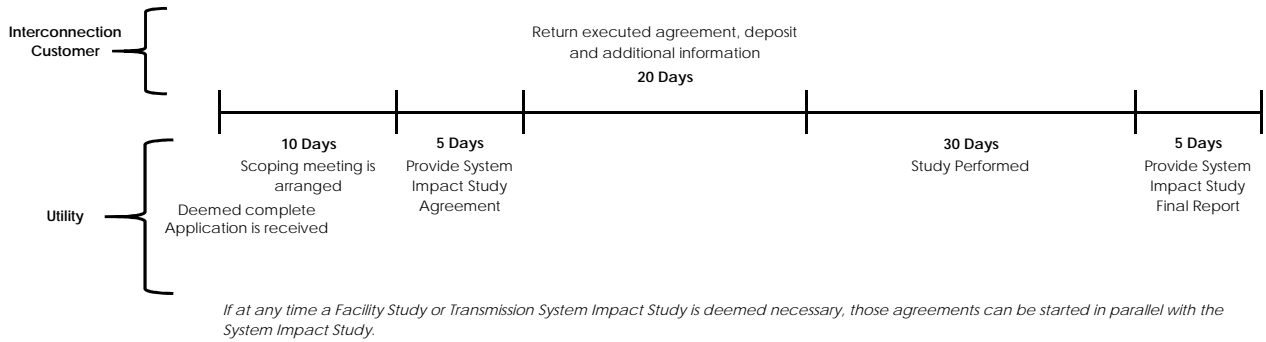 Interconnection
Customer
Return executed agreement, deposit
and additional information
20 Days
10 Days
Scoping meeting is
arranged
Deemed complete
Application is received
5 Days
Provide System
Impact Study
Agreement
30 Days
Study Performed
5 Days
Provide System
Impact Study
Final Report
Utility
If at any time a Facility Study or Transmission System Impact Study is deemed necessary, those agreements can be started in parallel with the
System Impact Study.